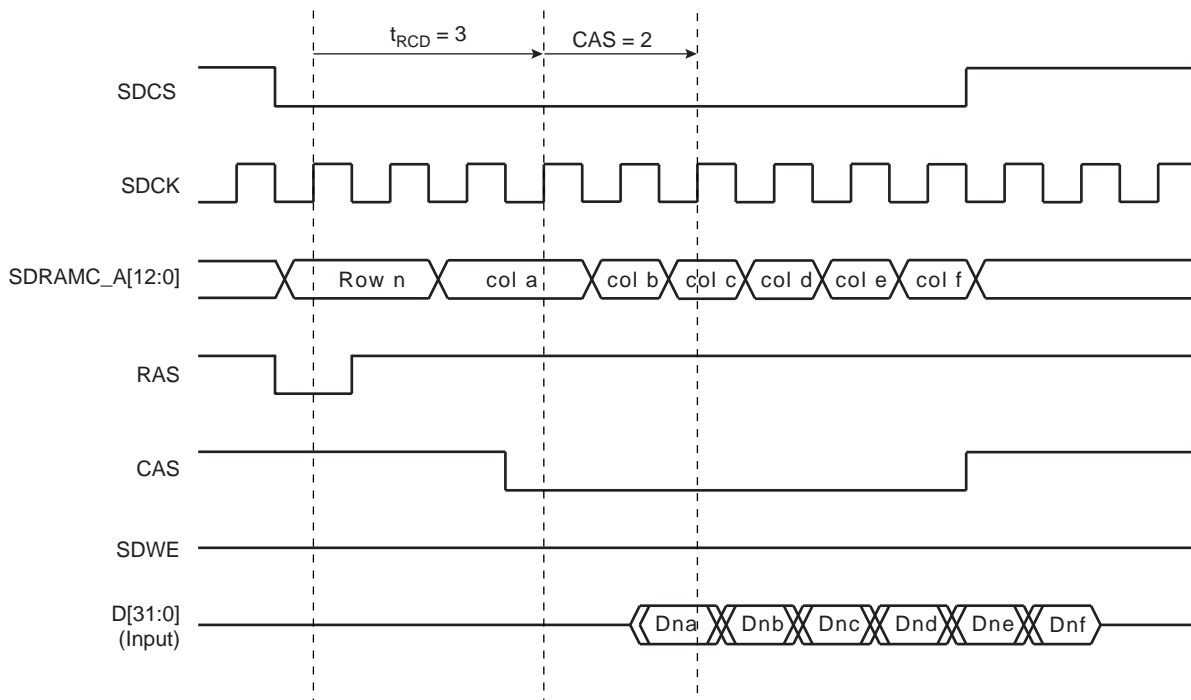 t_RCD = 3
CAS = 2
SDCS
SDCK
SDRAMC_A[12:0]
Row n
col a
col b
col c
col d
col e
col f
RAS
CAS
SDWE
D[31:0]
(Input)
Dna
Dnb
Dnc
Dnd
Dne
Dnf